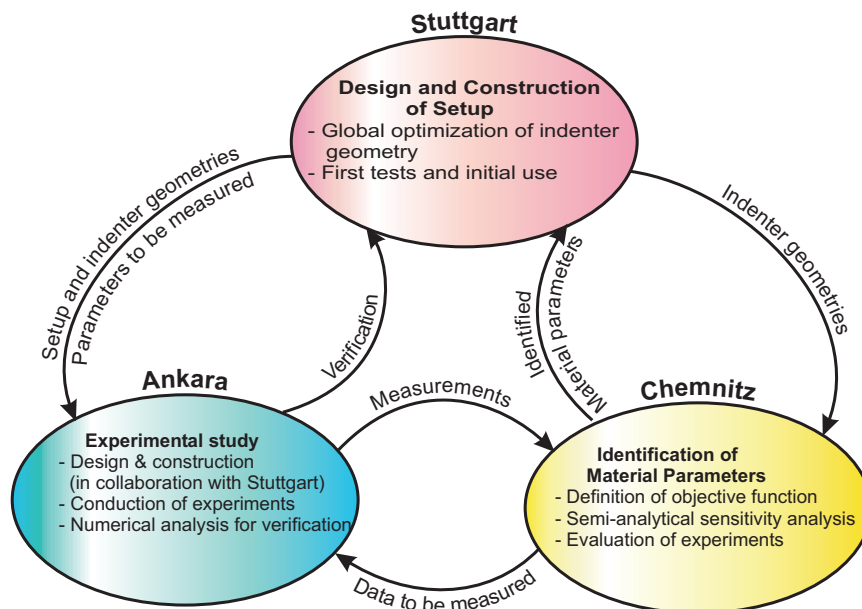 Stuttgart
Design and Construction
of Setup
- Global optimization of indenter
geometry
- First tests and initial use
Setup and indenter geometries
Parameters to be measured
Verification
Identified
Material parameters
Indenter geometries
Ankara
Experimental study
- Design & construction
(in collaboration with Stuttgart)
- Conduction of experiments
- Numerical analysis for verification
Measurements
Chemnitz
Identification of
Material Parameters
- Definition of objective function
- Semi-analytical sensitivity analysis
- Evaluation of experiments
Data to be measured